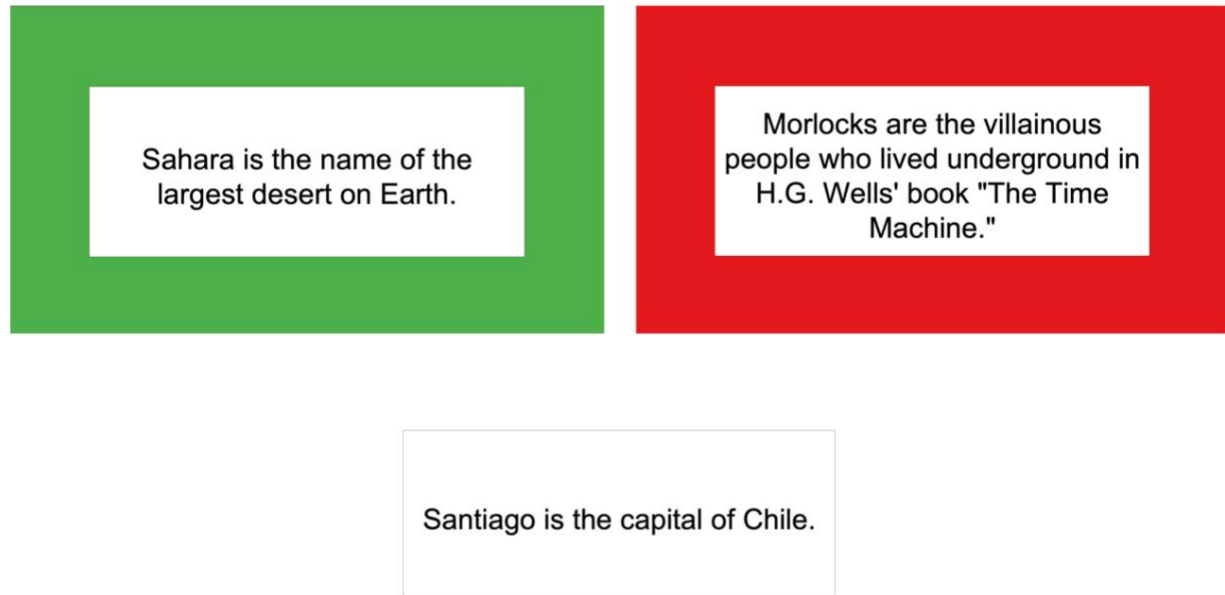 Sahara is the name of the
largest desert on Earth.
Morlocks are the villainous
people who lived underground in
H.G. Wells' book "The Time
Machine."
Santiago is the capital of Chile.